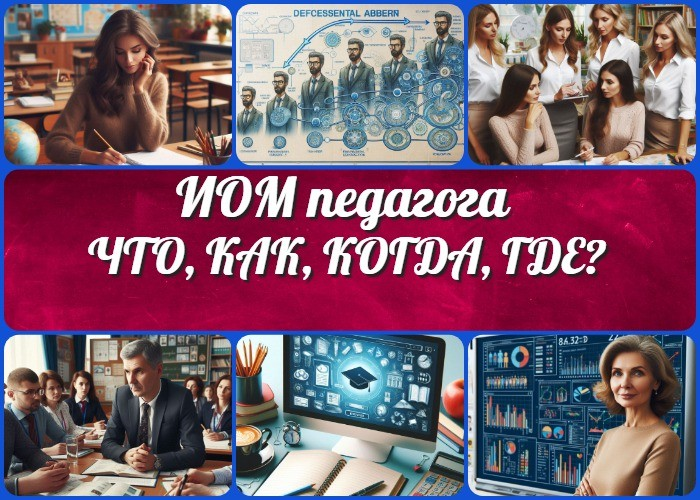 DEFCESSENTAL ABBERN
ИОМ педагога
ЧТО, КАК, КОГДА, ГДЕ?